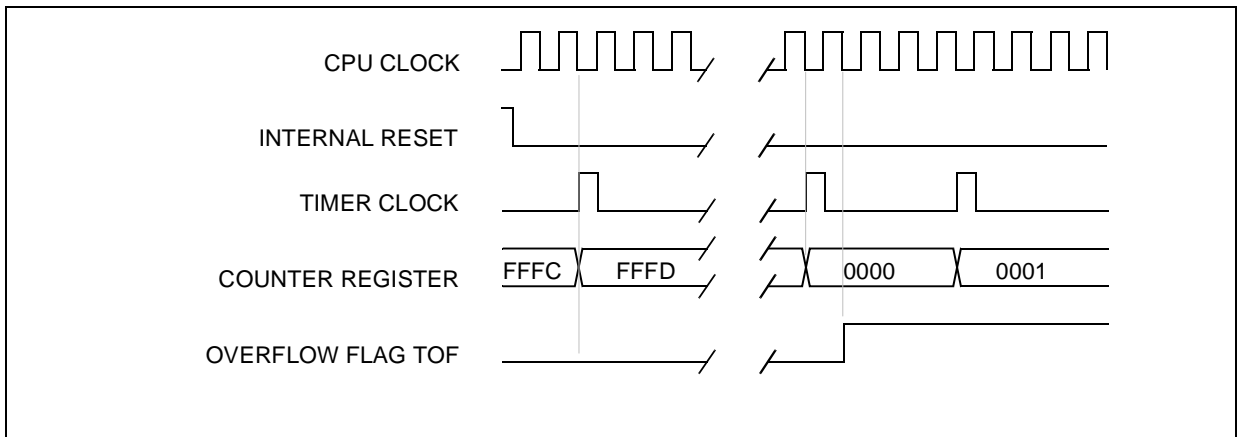 CPU CLOCK
INTERNAL RESET
TIMER CLOCK
COUNTER REGISTER FFFC FFFD 0000 0001
OVERFLOW FLAG TOF